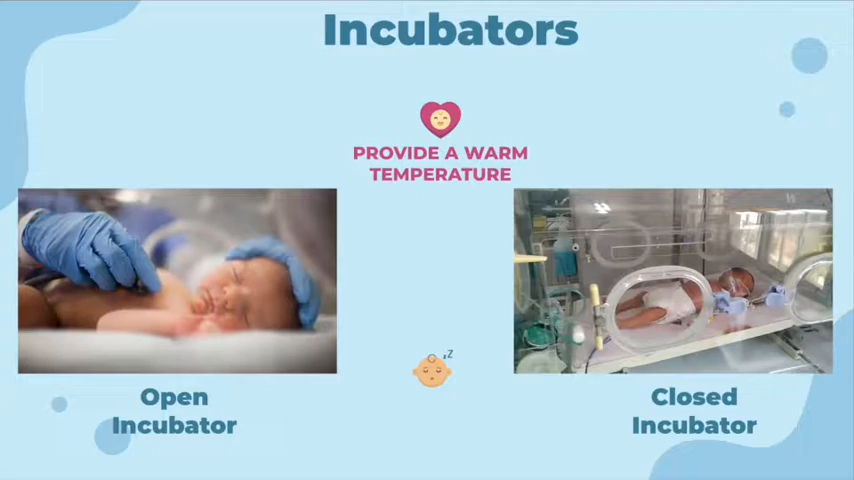 Incubators
PROVIDE A WARM
TEMPERATURE
z Z
Open
Incubator
Closed
Incubator